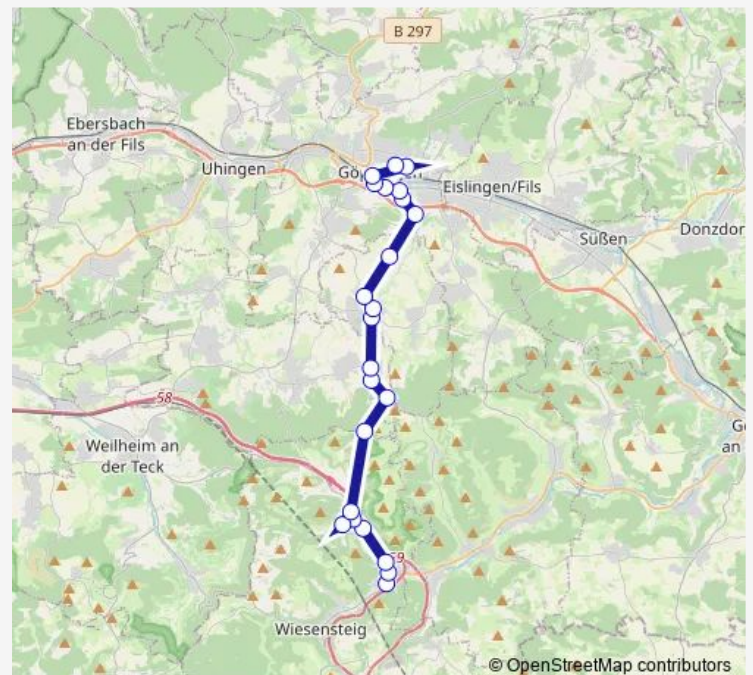 B 297
Ebersbach
an der Fils
Uhingen
Eislingen/Fils
Süßen
58
Weilheim an
der Teck
Wiesensteig
© OpenStreetMap contributors